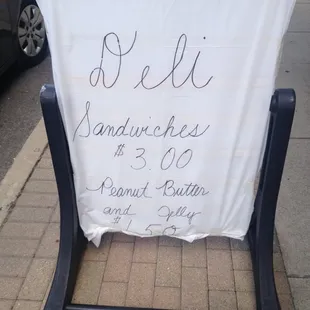 Deli
Sandwiches
$ 3.00
Peanut Butter
and Jelly
$1.50